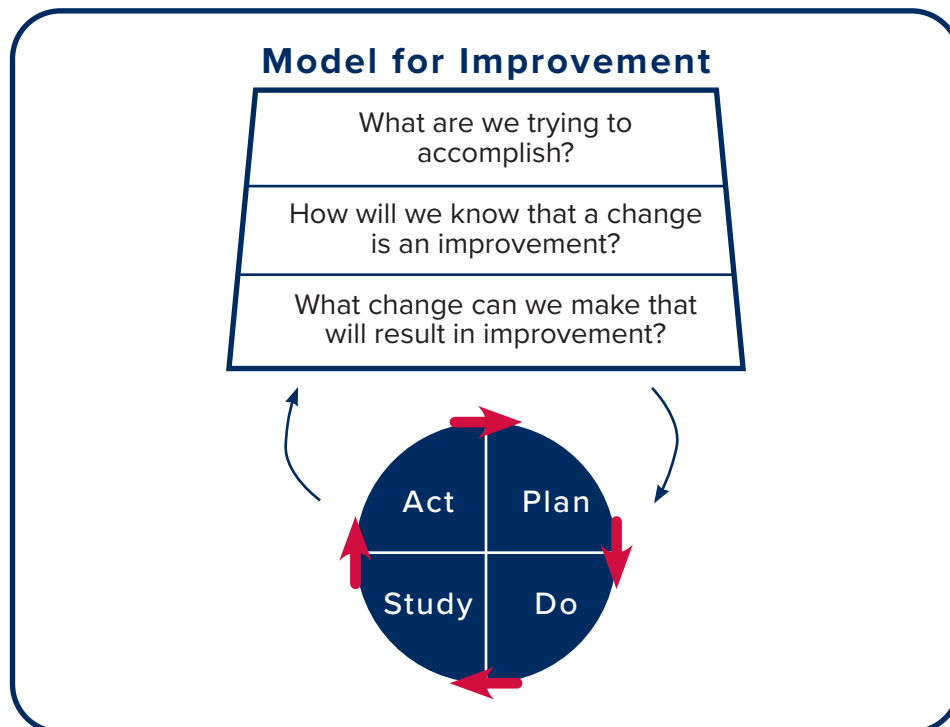 Model for Improvement
What are we trying to
accomplish?
How will we know that a change
is an improvement?
What change can we make that
will result in improvement?
Act
Plan
Study
Do